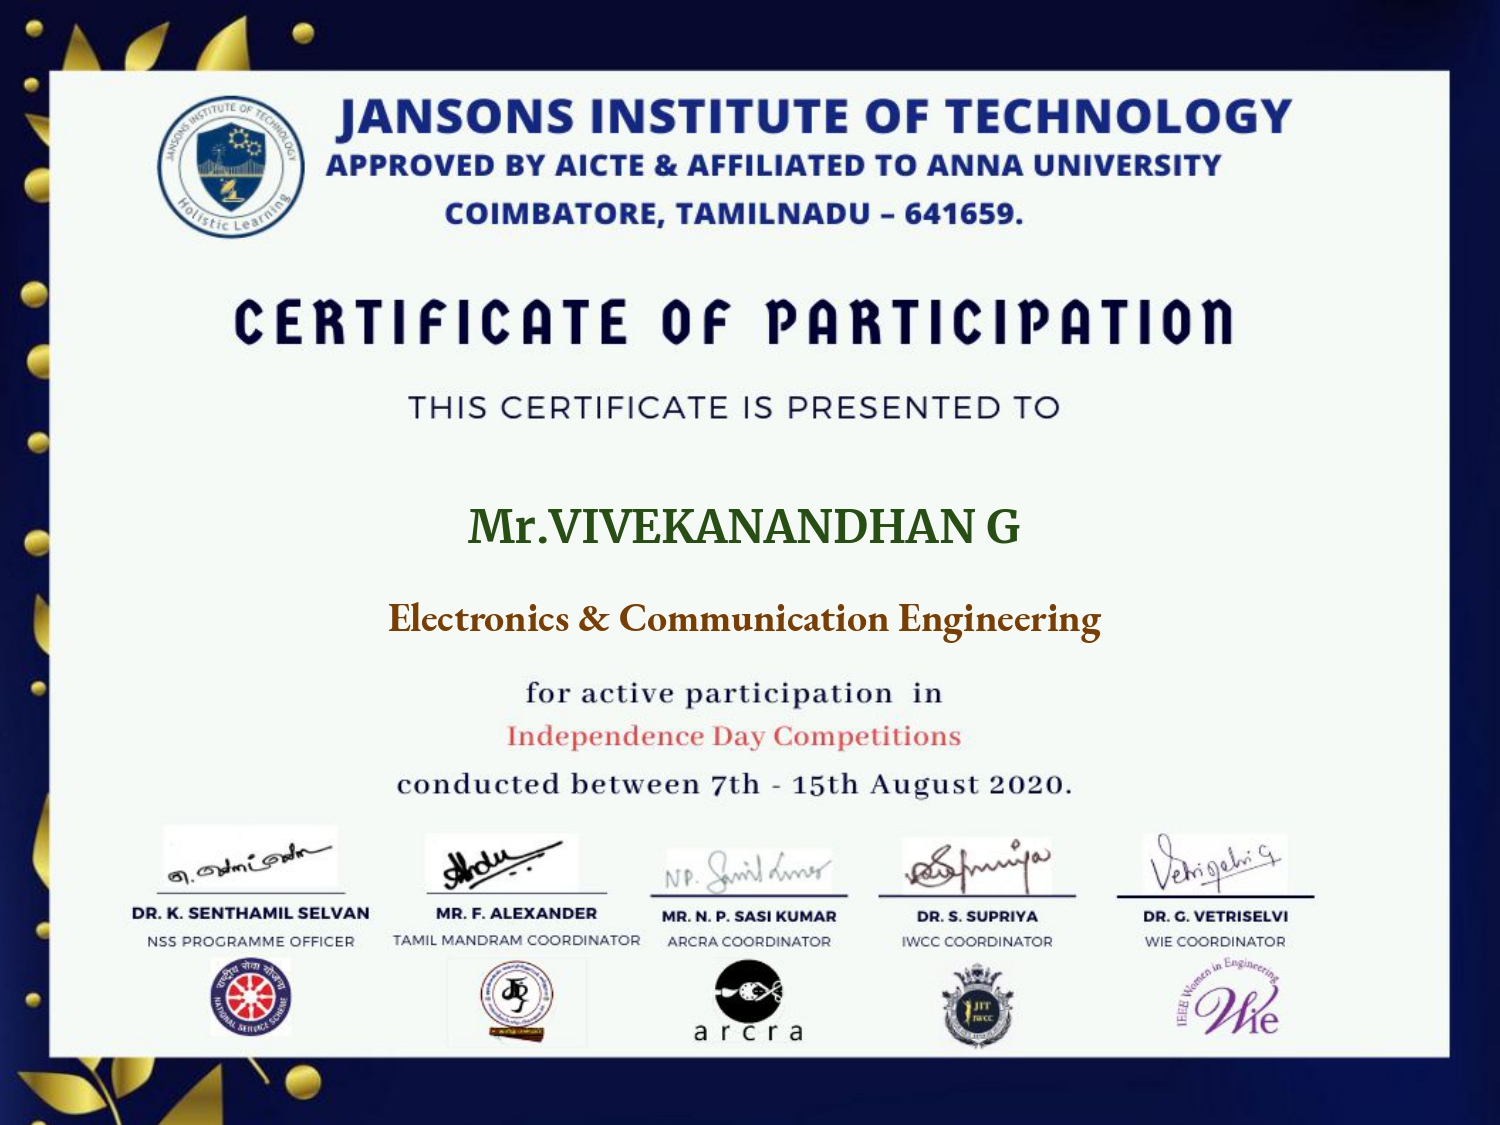 JANSONS INSTITUTE OF TECHNOLOGY
APPROVED BY AICTE & AFFILIATED TO ANNA UNIVERSITY
COIMBATORE, TAMILNADU – 641659.
JANSONS INSTITUTE OF TECHNOLOGY
Holistic Learning
CERTIFICATE OF PARTICIPATION
THIS CERTIFICATE IS PRESENTED TO
Mr.VIVEKANANDHAN G
Electronics & Communication Engineering
for active participation in
Independence Day Competitions
conducted between 7th - 15th August 2020.
DR. K. SENTHAMIL SELVAN
NSS PROGRAMME OFFICER
MR. F. ALEXANDER
TAMIL MANDRAM COORDINATOR
MR. N. P. SASI KUMAR
ARCRA COORDINATOR
DR. S. SUPRIYA
IWCC COORDINATOR
DR. G. VETRISELVI
WIE COORDINATOR
राष्ट्रीय सेवा योजना
NATIONAL SERVICE SCHEME
arcra
JIT
IWCC
IEEE Women in Engineering
Wie